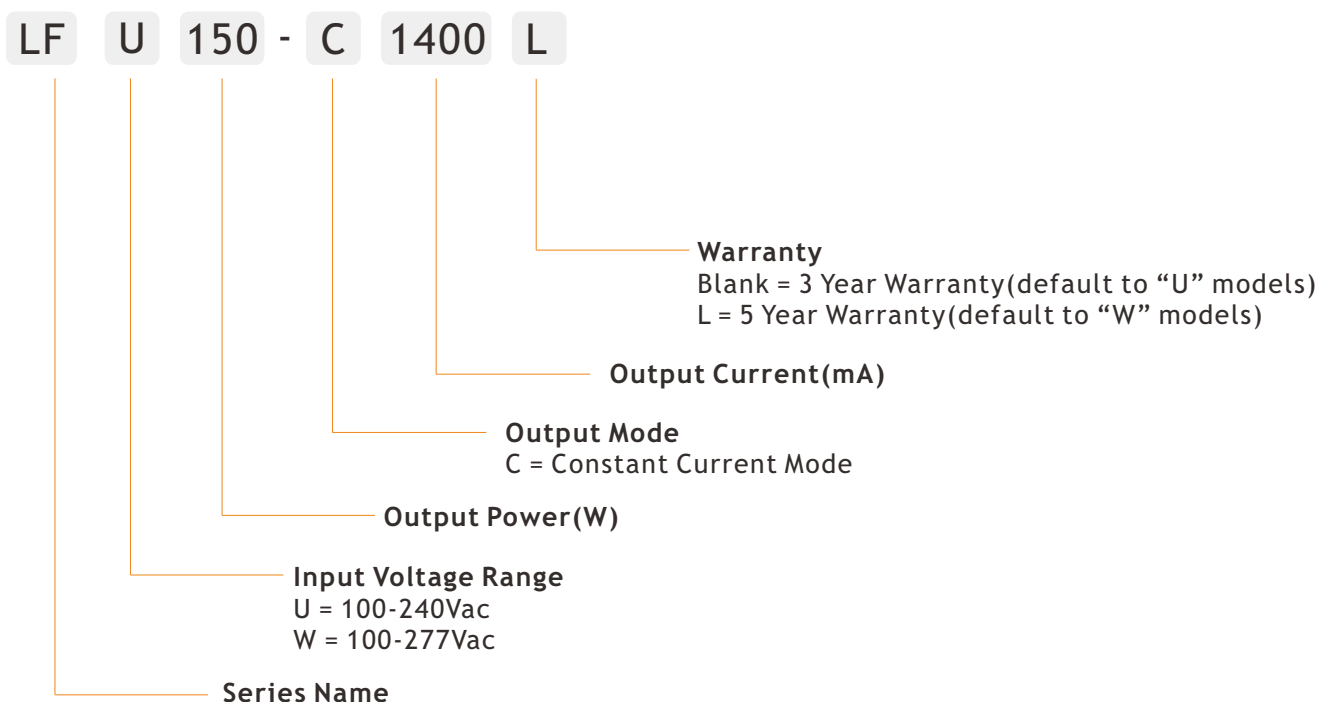 LF U 150 - C 1400 L
Warranty
Blank = 3 Year Warranty(default to “U” models)
L = 5 Year Warranty(default to “W” models)
Output Current(mA)
Output Mode
C = Constant Current Mode
Output Power(W)
Input Voltage Range
U = 100-240Vac
W = 100-277Vac
Series Name